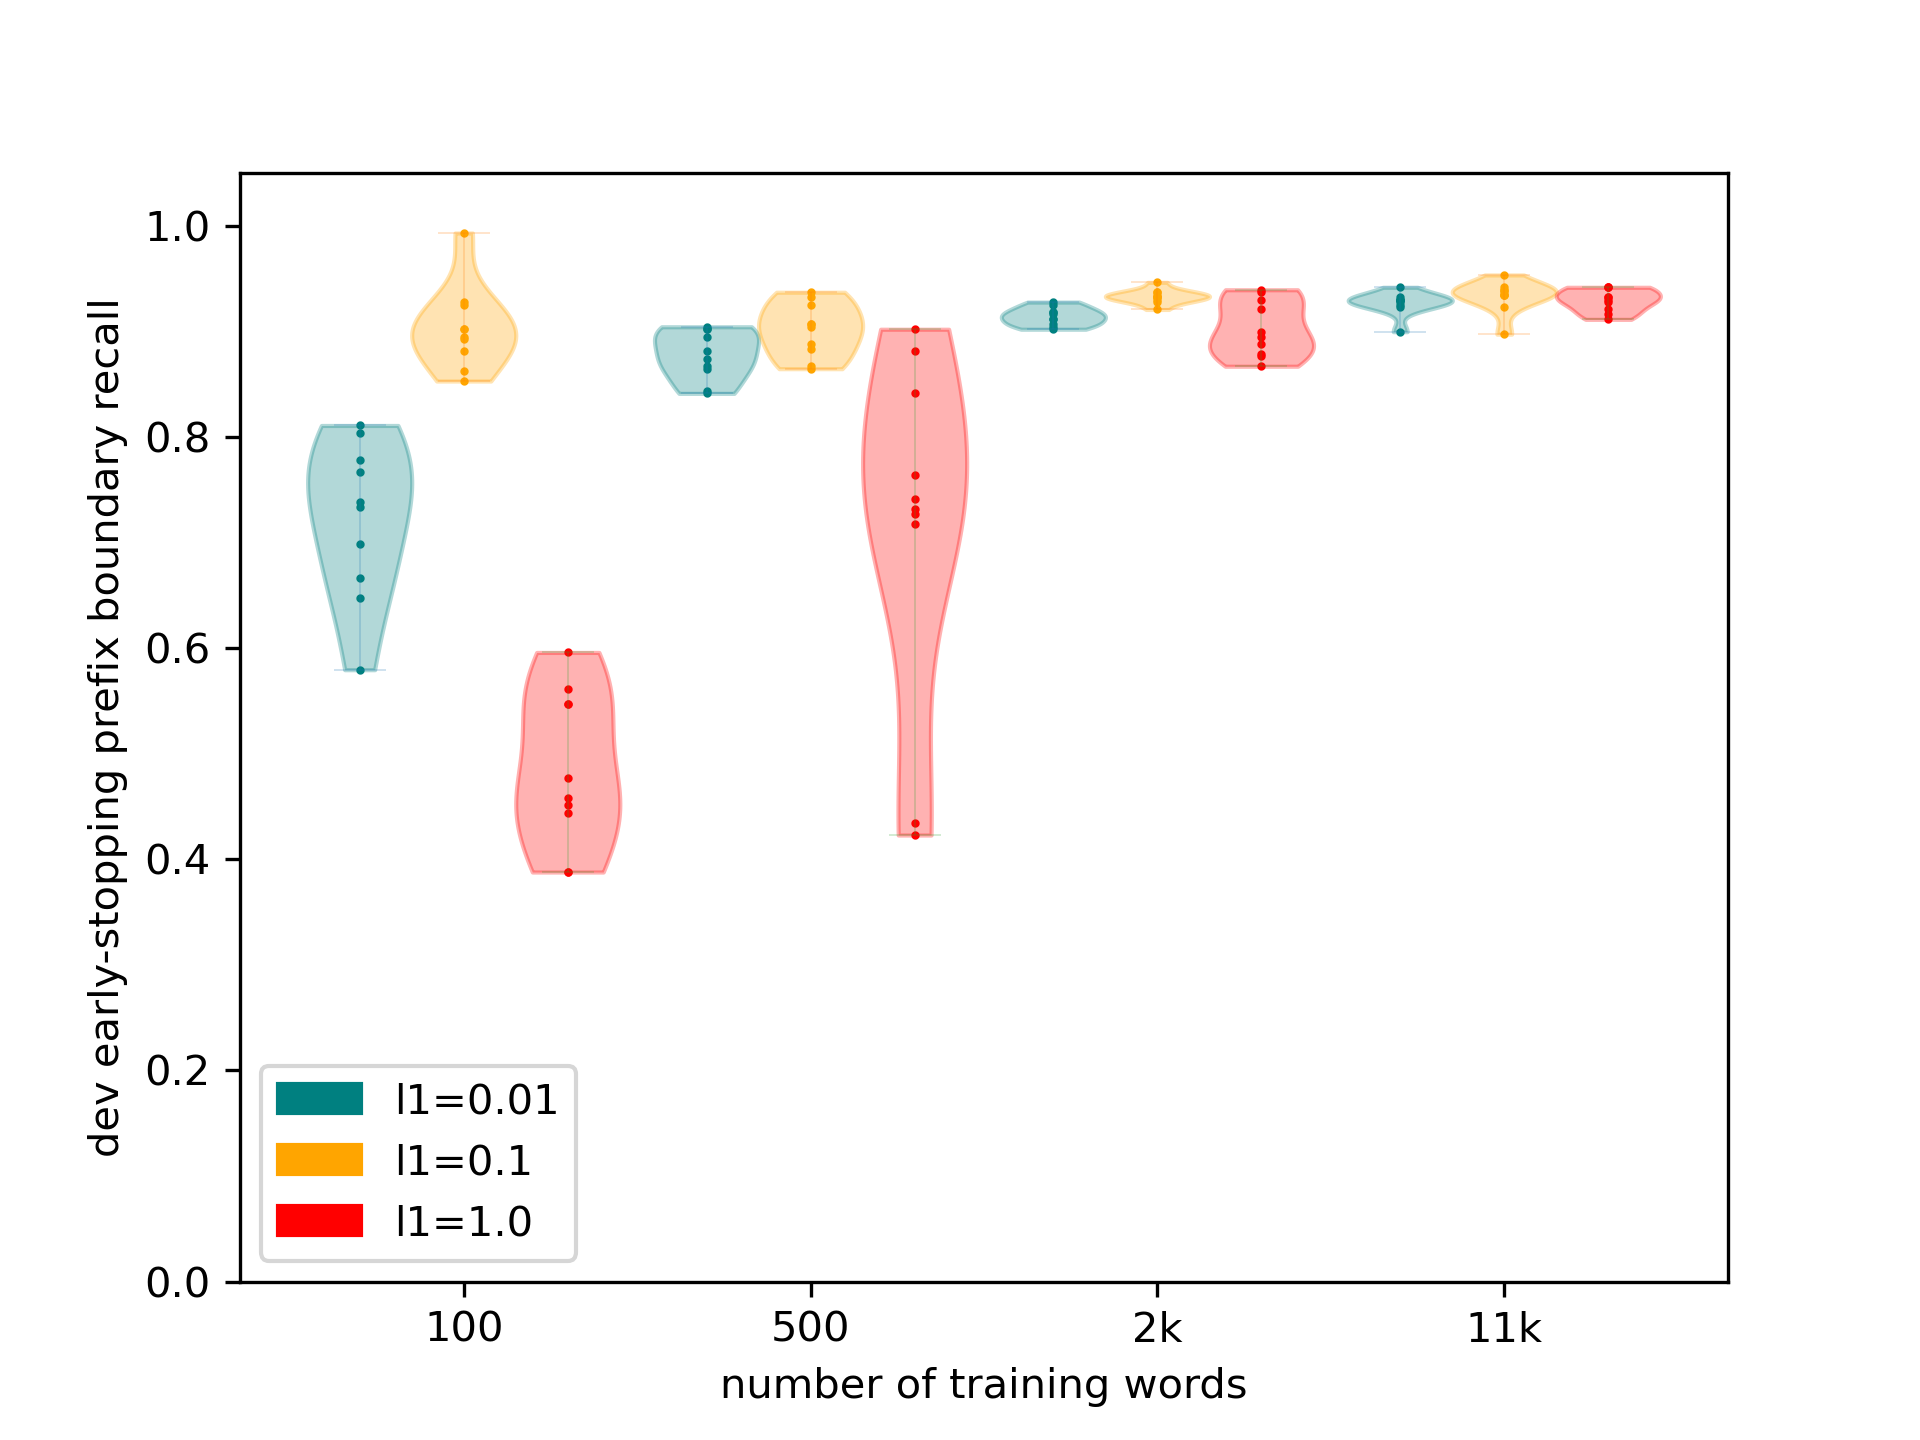 dev early-stopping prefix boundary recall
1.0
0.8
0.6
0.4
0.2
0.0
l1=0.01
l1=0.1
l1=1.0
100 500 2k 11k
number of training words